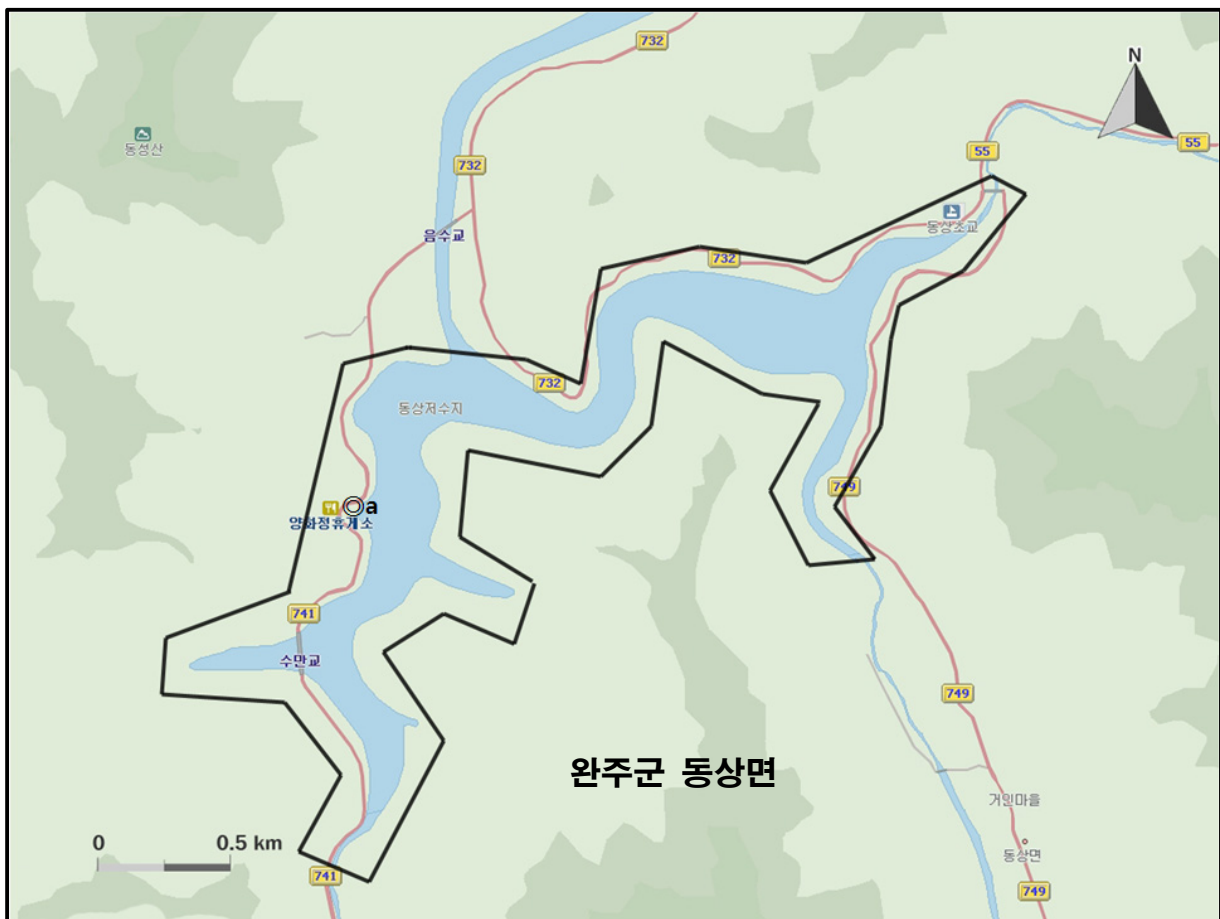 732
N
55
55
동성산
732
동상초교
음수교
732
732
동상저수지
749
a
양화정휴게소
741
수만교
749
완주군 동상면
거인마을
0 0.5 km
동상면
741
749